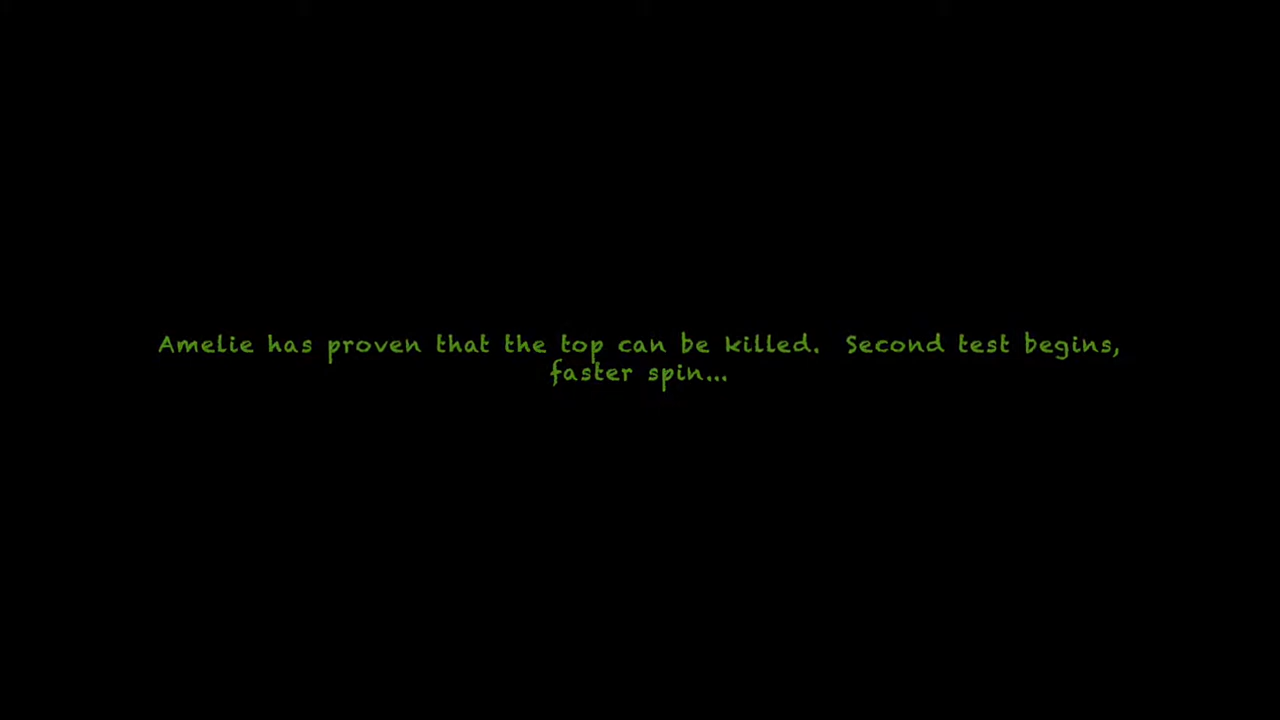 Amelie has proven that the top can be killed.  Second test begins,
faster spin...